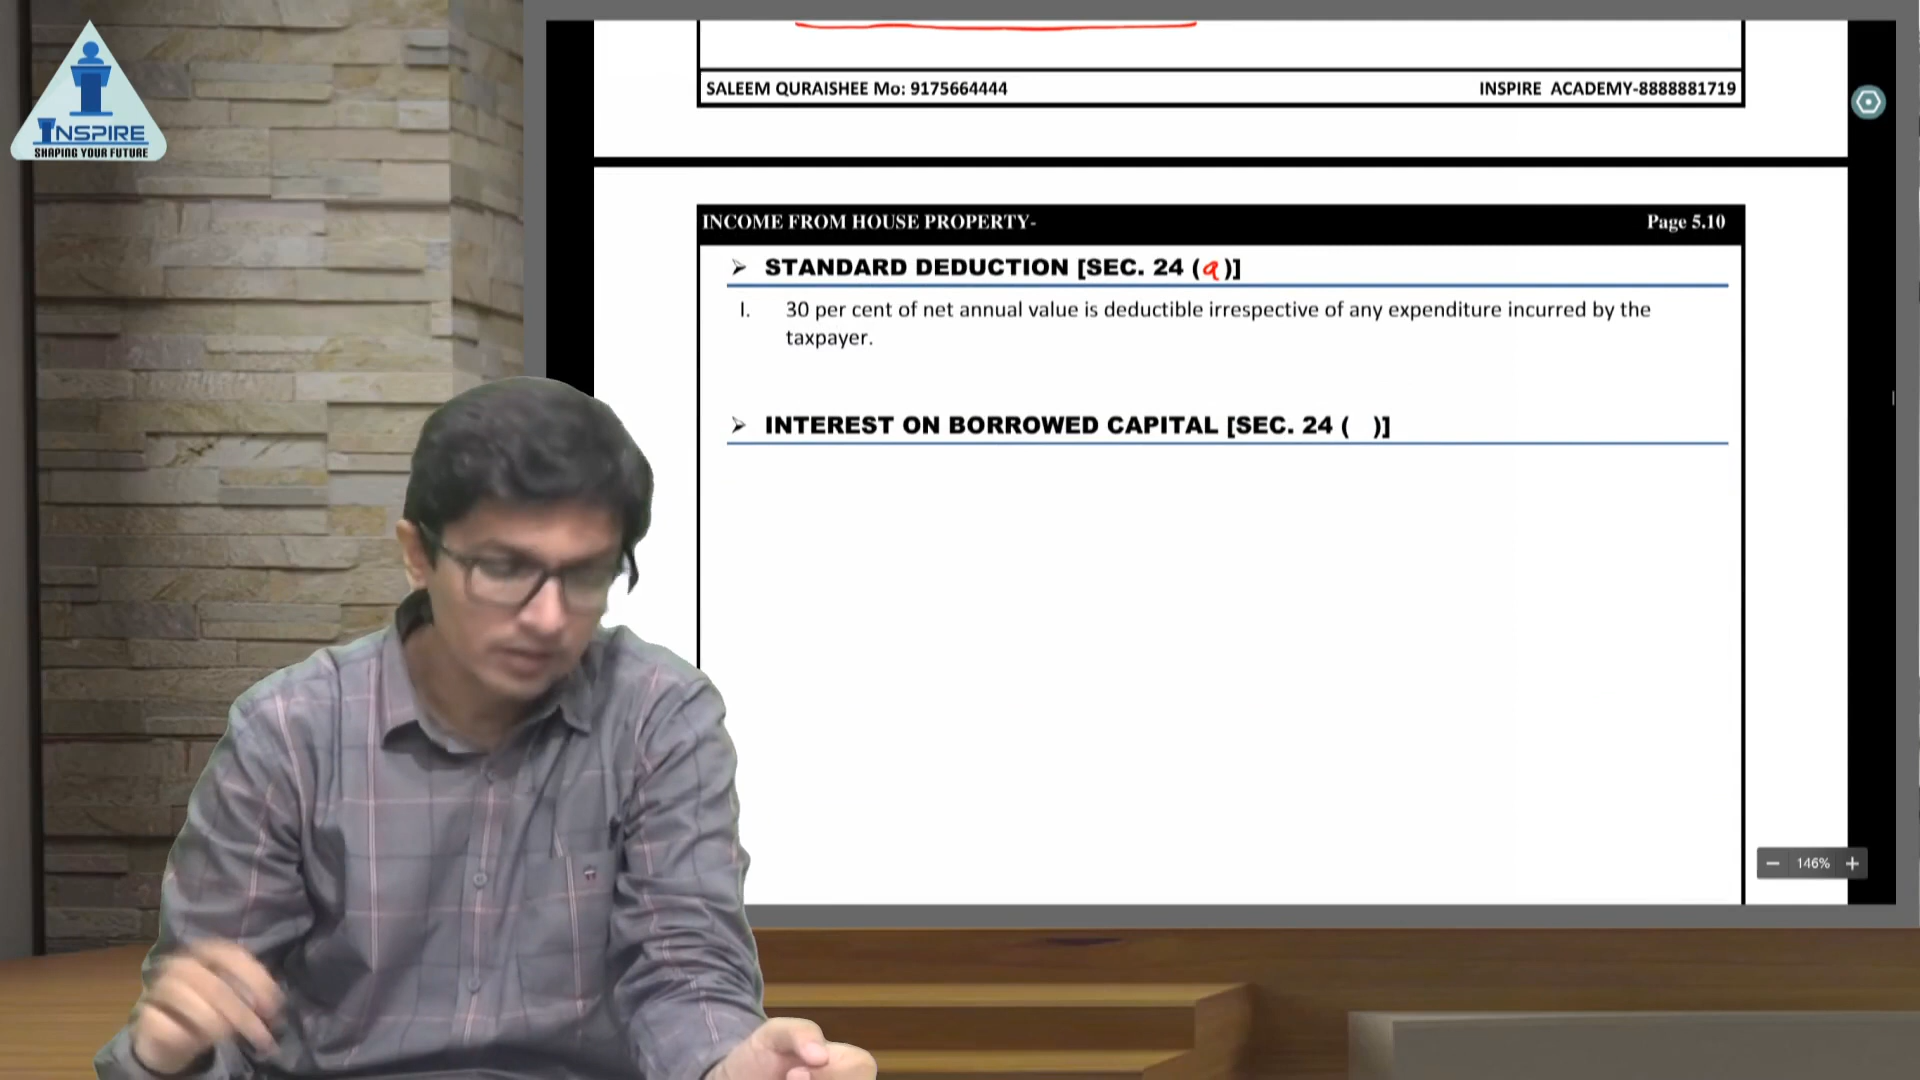 INSPIRE
SHAPING YOUR FUTURE
SALEEM QURAISHEE Mo: 9175664444
INSPIRE ACADEMY-8888881719
INCOME FROM HOUSE PROPERTY-
Page 5.10
➢ STANDARD DEDUCTION [SEC. 24 (a)]
I. 30 per cent of net annual value is deductible irrespective of any expenditure incurred by the
taxpayer.
➢ INTEREST ON BORROWED CAPITAL [SEC. 24 ( )]
146%